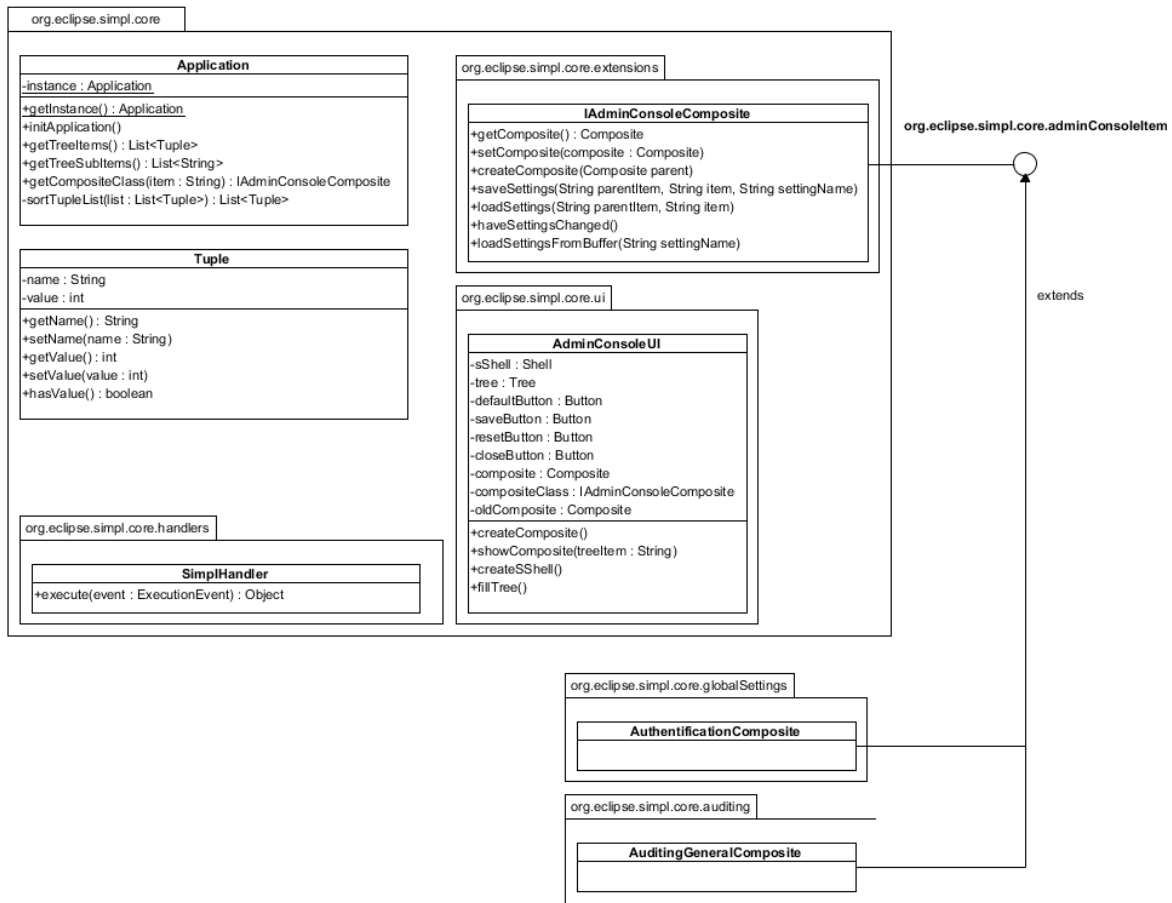 org.eclipse.simpl.core
Application
-instance : Application
+getInstance() : Application
+initApplication()
+getTreeItems() : List<Tuple>
+getTreeSubItems() : List<String>
+getCompositeClass(item : String) : IAdminConsoleComposite
-sortTupleList(list : List<Tuple>) : List<Tuple>
Tuple
-name : String
-value : int
+getName() : String
+setName(name : String)
+getValue() : int
+setValue(value : int)
+hasValue() : boolean
org.eclipse.simpl.core.handlers
SimplHandler
+execute(event : ExecutionEvent) : Object
org.eclipse.simpl.core.extensions
IAdminConsoleComposite
+getComposite() : Composite
+setComposite(composite : Composite)
+createComposite(Composite parent)
+saveSettings(String parentItem, String item, String settingName)
+loadSettings(String parentItem, String item)
+haveSettingsChanged()
+loadSettingsFromBuffer(String settingName)
org.eclipse.simpl.core.ui
AdminConsoleUI
-sShell : Shell
-tree : Tree
-defaultButton : Button
-saveButton : Button
-resetButton : Button
-closeButton : Button
-composite : Composite
-compositeClass : IAdminConsoleComposite
-oldComposite : Composite
+createComposite()
+showComposite(treeItem : String)
+createSShell()
+fillTree()
org.eclipse.simpl.core.adminConsoleItem
extends
org.eclipse.simpl.core.globalSettings
AuthentificationComposite
org.eclipse.simpl.core.auditing
AuditingGeneralComposite